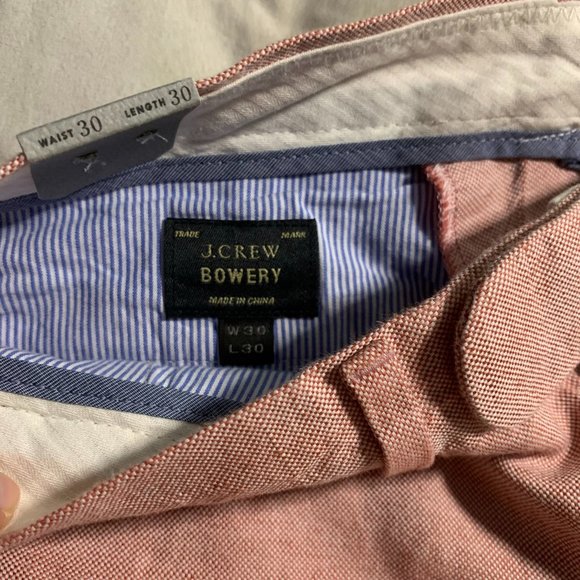 WAIST 30 LENGTH 30
TRADE MARK
J.CREW
BOWERY
MADE IN CHINA
W30
L30